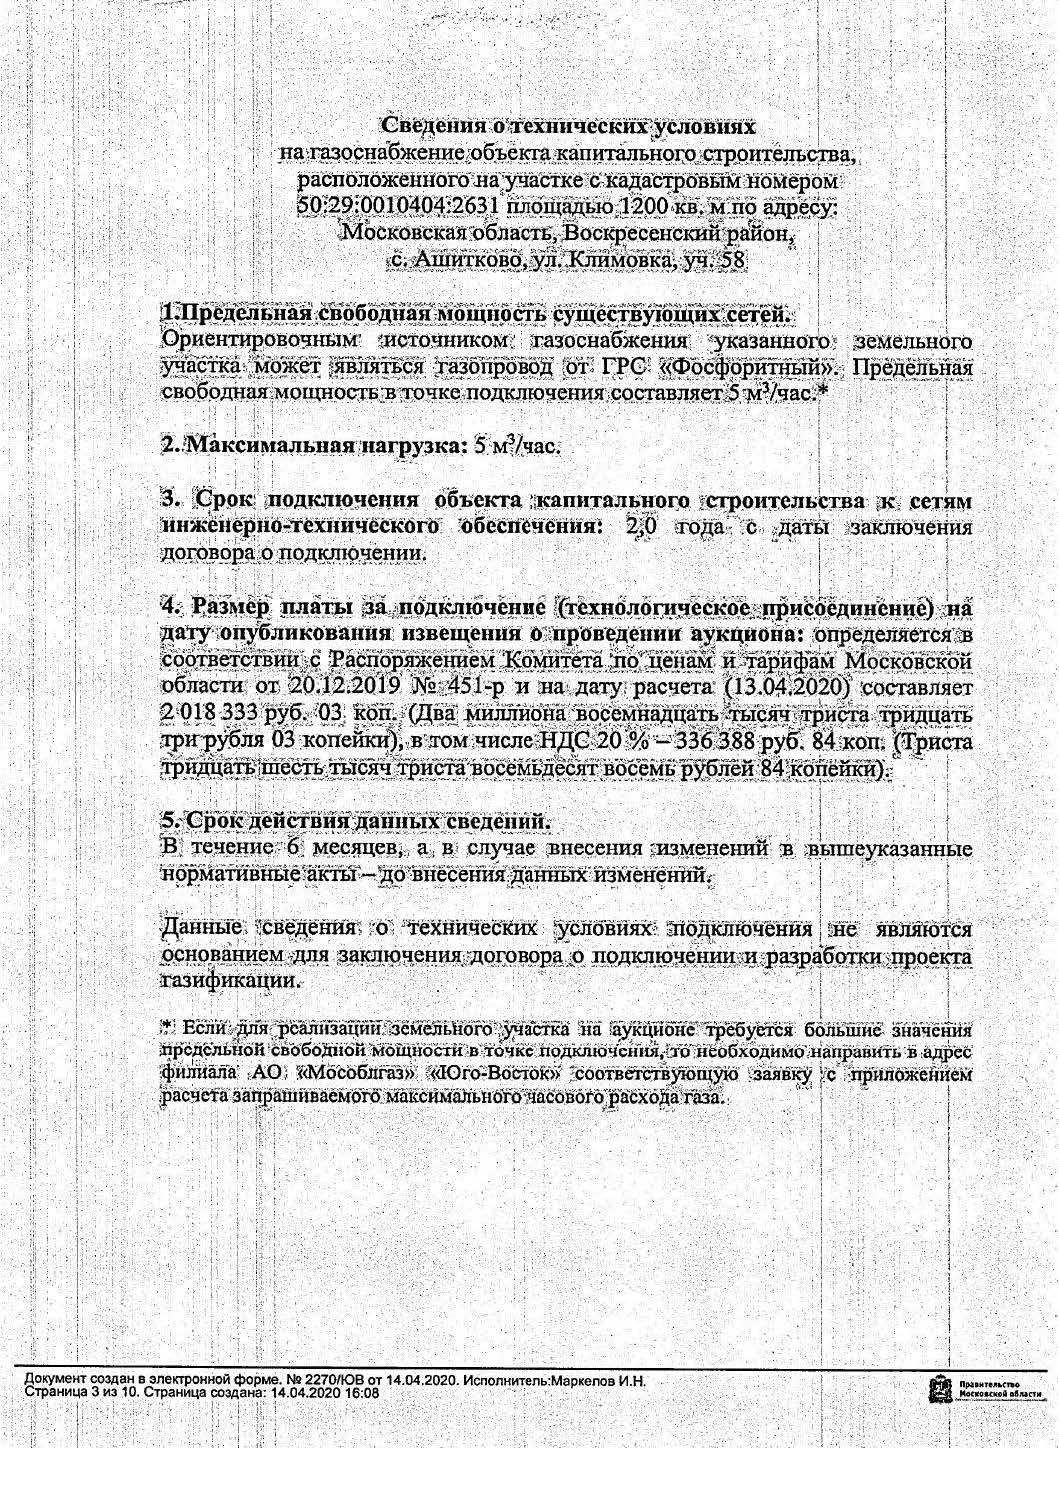 Сведения о технических условиях
на газоснабжение объекта капитального строительства,
расположенного на участке с кадастровым номером
50:29:0010404:2631 площадью 1200 кв. м по адресу:
Московская область, Воскресенский район,
с. Ашитково, ул. Климовка, уч. 58
1.Предельная свободная мощность существующих сетей.
Ориентировочным источником газоснабжения указанного земельного
участка может являться газопровод от ГРС «Фосфоритный». Предельная
свободная мощность в точке подключения составляет 5 м³/час.*
2. Максимальная нагрузка: 5 м³/час.
3. Срок подключения объекта капитального строительства к сетям
инженерно-технического обеспечения: 2,0 года с даты заключения
договора о подключении.
4. Размер платы за подключение (технологическое присоединение) на
дату опубликования извещения о проведении аукциона: определяется в
соответствии с Распоряжением Комитета по ценам и тарифам Московской
области от 20.12.2019 № 451-р и на дату расчета (13.04.2020) составляет
2 018 333 руб. 03 коп. (Два миллиона восемнадцать тысяч триста тридцать
три рубля 03 копейки), в том числе НДС 20 % – 336 388 руб. 84 коп. (Триста
тридцать шесть тысяч триста восемьдесят восемь рублей 84 копейки).
5. Срок действия данных сведений.
В течение 6 месяцев, а в случае внесения изменений в вышеуказанные
нормативные акты – до внесения данных изменений.
Данные сведения о технических условиях подключения не являются
основанием для заключения договора о подключении и разработки проекта
газификации.
* Если для реализации земельного участка на аукционе требуется большие значения
предельной свободной мощности в точке подключения, то необходимо направить в адрес
филиала АО «Мособлгаз» «Юго-Восток» соответствующую заявку с приложением
расчета запрашиваемого максимального часового расхода газа.
Документ создан в электронной форме. № 2270/ЮВ от 14.04.2020. Исполнитель:Маркелов И.Н.
Страница 3 из 10. Страница создана: 14.04.2020 16:08
Правительство
Московской области